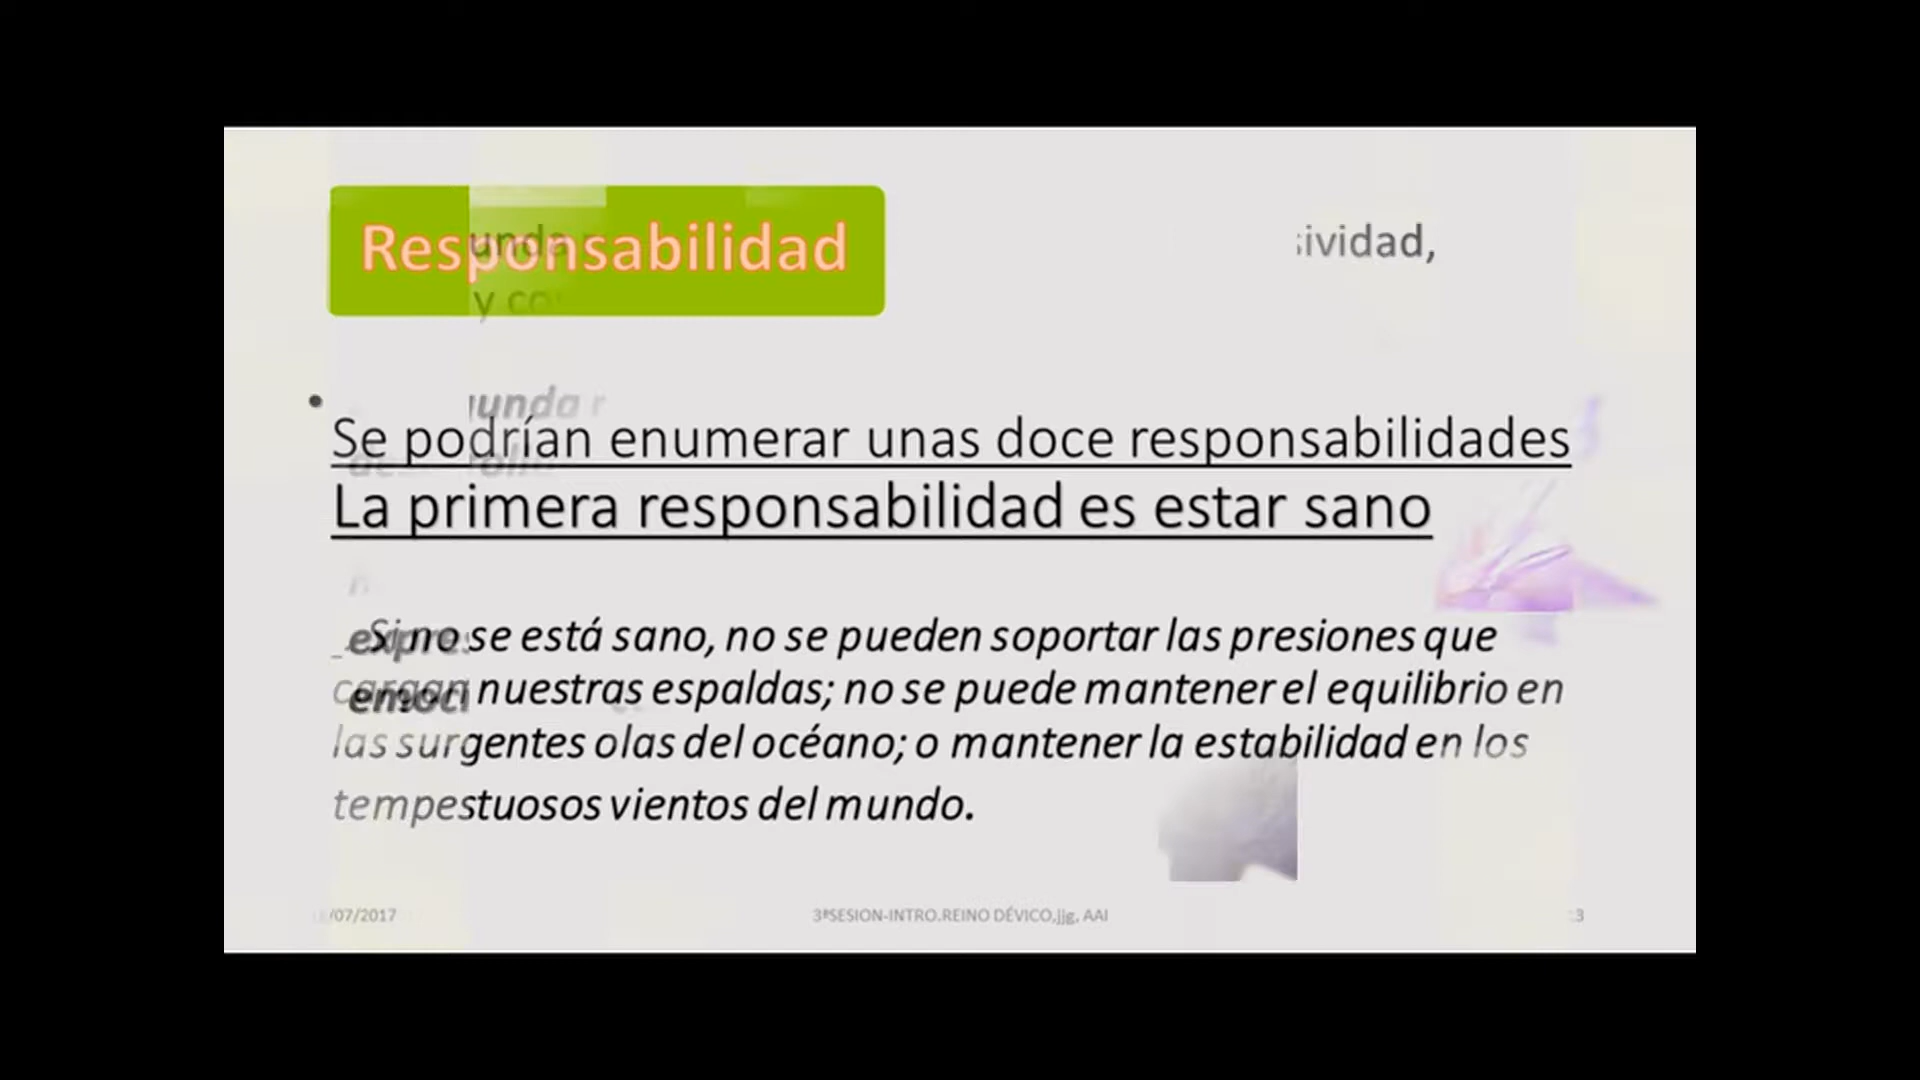 Responsabilidad
Se podrían enumerar unas doce responsabilidades
La primera responsabilidad es estar sano
Si no se está sano, no se pueden soportar las presiones que
cargan nuestras espaldas; no se puede mantener el equilibrio en
las surgentes olas del océano; o mantener la estabilidad en los
tempestuosos vientos del mundo.
/07/2017 3ªSESION-INTRO.REINO DÉVICO.jjg. AAI